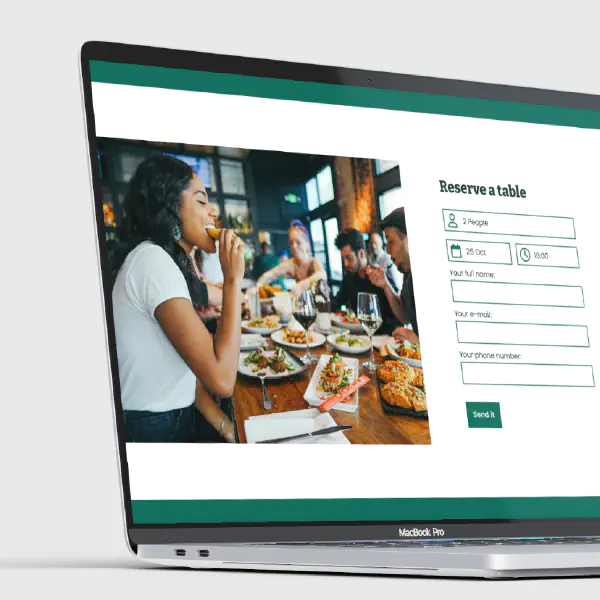 Reserve a table
2 People
25 Oct
18:00
Your full name:
Your e-mail:
Your phone number:
Send it
MacBook Pro